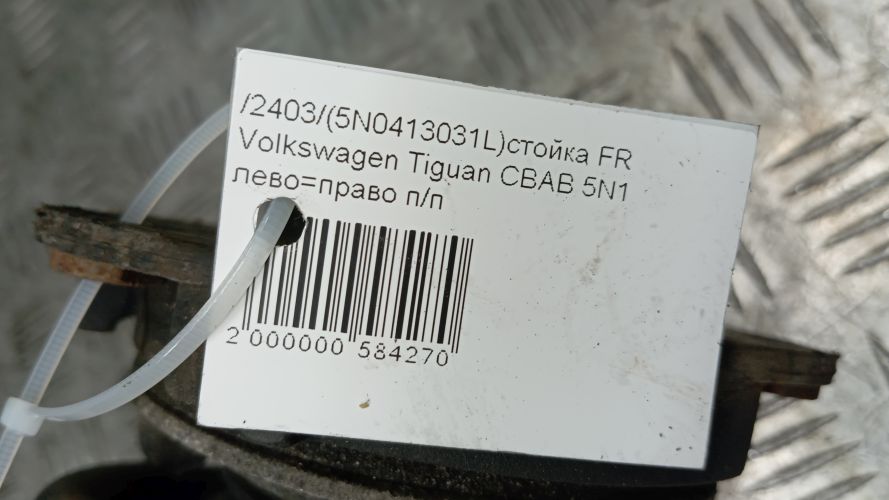 /2403/(5N0413031L)стойка FR
Volkswagen Tiguan CBAB 5N1
лево=право п/п
2 000000 584270